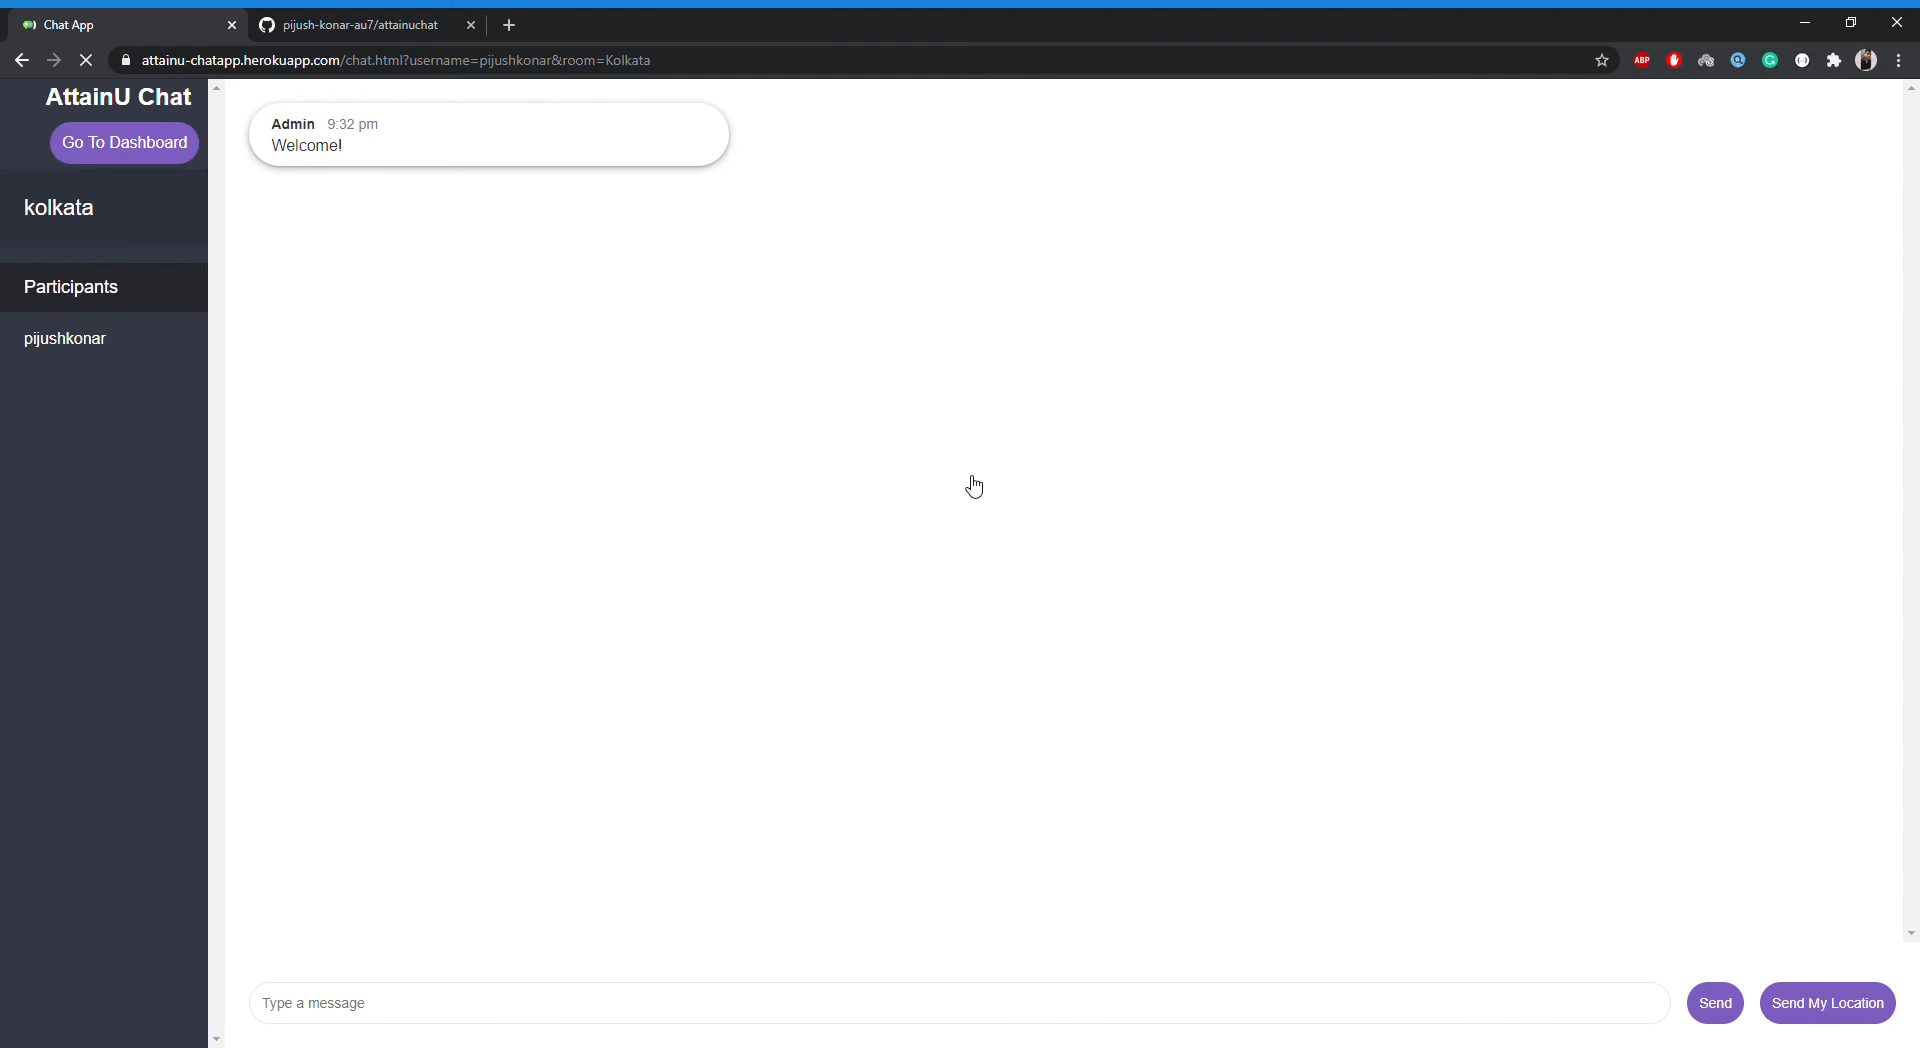 Chat App
pijush-konar-au7/attainuchat
attainu-chatapp.herokuapp.com/chat.html?username=pijushkonar&room=Kolkata
ABP
AttainU Chat
Go To Dashboard
kolkata
Participants
pijushkonar
Admin 9:32 pm
Welcome!
Type a message
Send
Send My Location